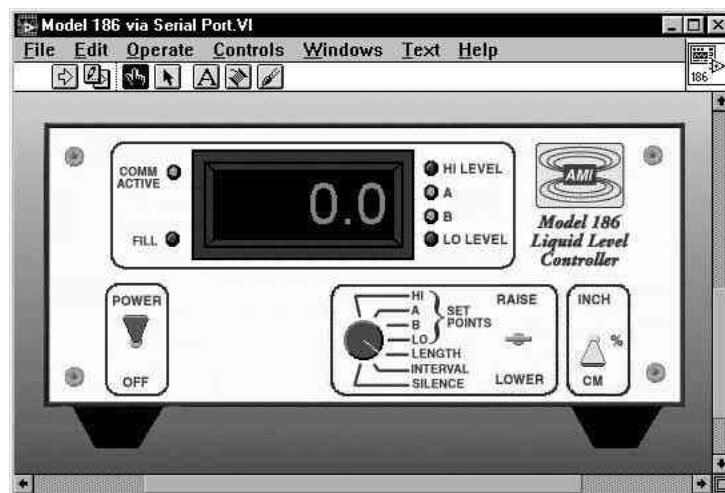 Model 186 via Serial Port.VI
File Edit Operate Controls Windows Text Help
A
186
COMM ACTIVE
FILL
0.0
HI LEVEL
A
B
LO LEVEL
AMI
Model 186
Liquid Level
Controller
POWER
OFF
HI
A
B
LO
LENGTH
INTERVAL
SILENCE
SET
POINTS
RAISE
LOWER
INCH
%
CM